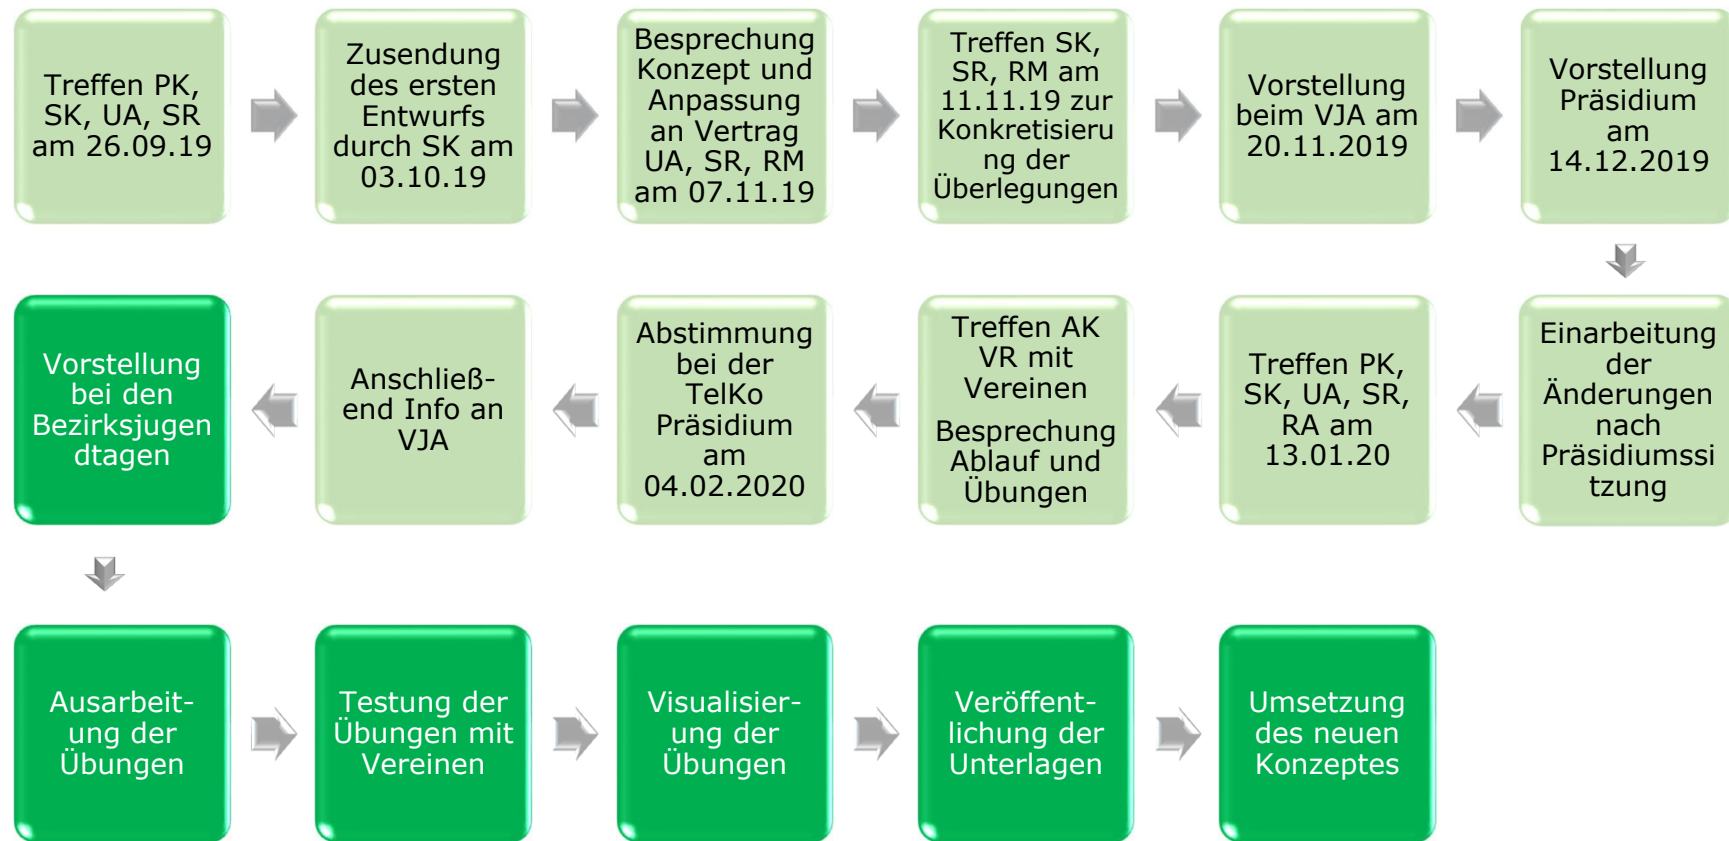 Treffen PK,
SK, UA, SR
am 26.09.19
Zusendung
des ersten
Entwurfs
durch SK am
03.10.19
Besprechung
Konzept und
Anpassung
an Vertrag
UA, SR, RM
am 07.11.19
Treffen SK,
SR, RM am
11.11.19 zur
Konkretisieru
ng der
Überlegungen
Vorstellung
beim VJA am
20.11.2019
Vorstellung
Präsidium
am
14.12.2019
Einarbeitung
der
Änderungen
nach
Präsidiumssi
tzung
Treffen PK,
SK, UA, SR,
RA am
13.01.20
Treffen AK
VR mit
Vereinen
Besprechung
Ablauf und
Übungen
Abstimmung
bei der
TelKo
Präsidium
am
04.02.2020
Anschließ-
end Info an
VJA
Vorstellung
bei den
Bezirksjugen
dtagen
Ausarbeit-
ung der
Übungen
Testung der
Übungen mit
Vereinen
Visualisier-
ung der
Übungen
Veröffent-
lichung der
Unterlagen
Umsetzung
des neuen
Konzeptes